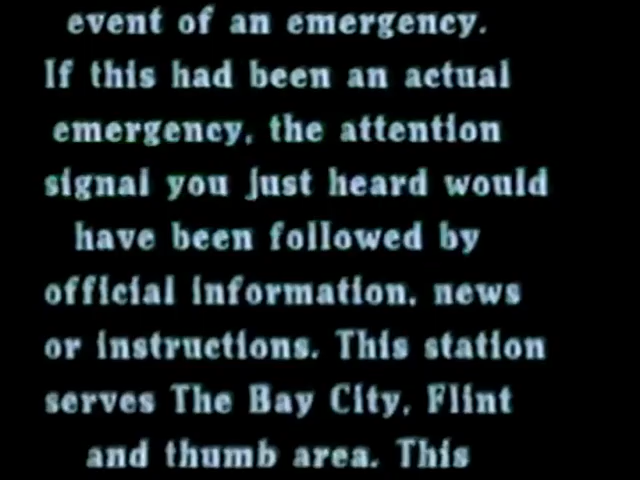 event of an emergency.
If this had been an actual
emergency, the attention
signal you just heard would
have been followed by
official information, news
or instructions. This station
serves The Bay City, Flint
and thumb area. This